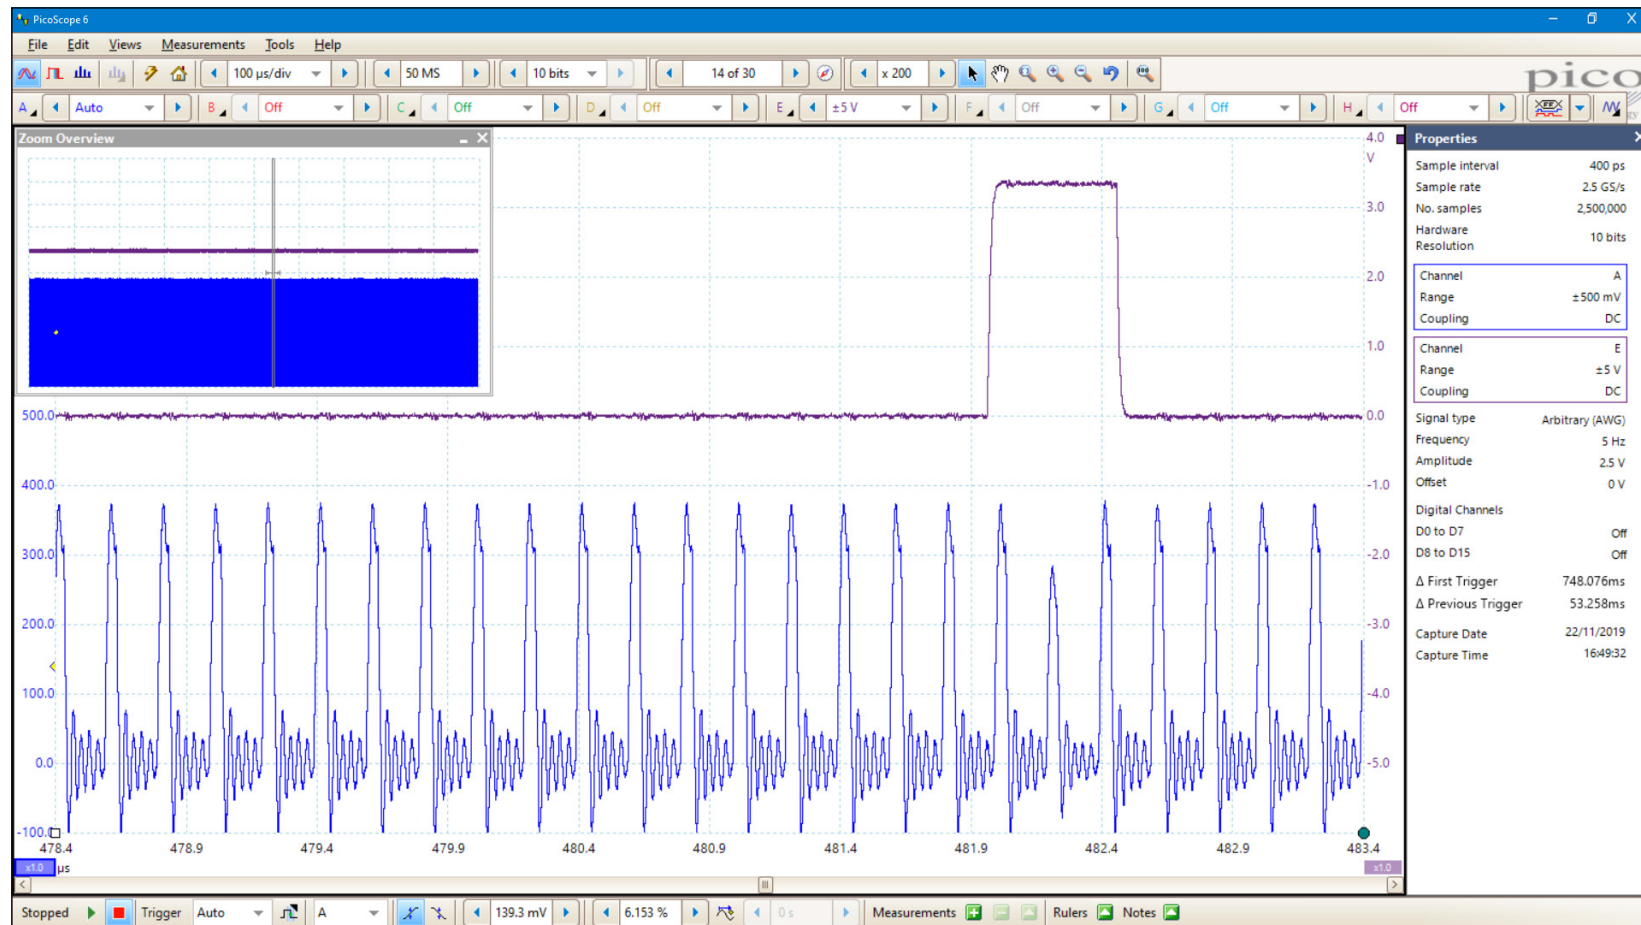 PicoScope 6
File Edit Views Measurements Tools Help
100 µs/div 50 MS 10 bits 14 of 30 x 200
pico
A Auto B Off C Off D Off E ±5 V F Off G Off H Off
Zoom Overview
4.0
V
3.0
2.0
1.0
500.0 0.0
400.0 -1.0
300.0 -2.0
200.0 -3.0
100.0 -4.0
0.0 -5.0
-100.0
478.4 478.9 479.4 479.9 480.4 480.9 481.4 481.9 482.4 482.9 483.4
x1.0 µs x1.0
Properties
Sample interval 400 ps
Sample rate 2.5 GS/s
No. samples 2,500,000
Hardware
Resolution 10 bits
Channel A
Range ±500 mV
Coupling DC
Channel E
Range ±5 V
Coupling DC
Signal type Arbitrary (AWG)
Frequency 5 Hz
Amplitude 2.5 V
Offset 0 V
Digital Channels
D0 to D7 Off
D8 to D15 Off
Δ First Trigger 748.076ms
Δ Previous Trigger 53.258ms
Capture Date 22/11/2019
Capture Time 16:49:32
Stopped Trigger Auto A 139.3 mV 6.153 % 0 s Measurements Rulers Notes